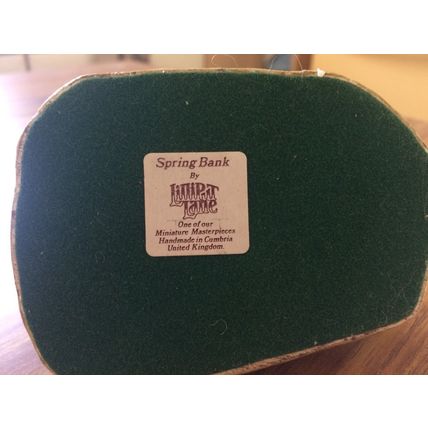 Spring Bank
By
Lilliput
Lane
One of our
Miniature Masterpieces
Handmade in Cumbria
United Kingdom.